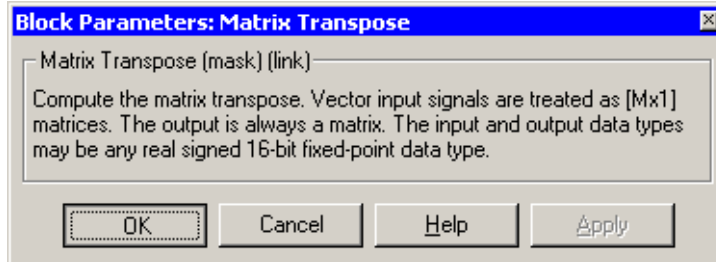 Block Parameters: Matrix Transpose
Matrix Transpose (mask) (link)
Compute the matrix transpose. Vector input signals are treated as [Mx1]
matrices. The output is always a matrix. The input and output data types
may be any real signed 16-bit fixed-point data type.
OK Cancel Help Apply